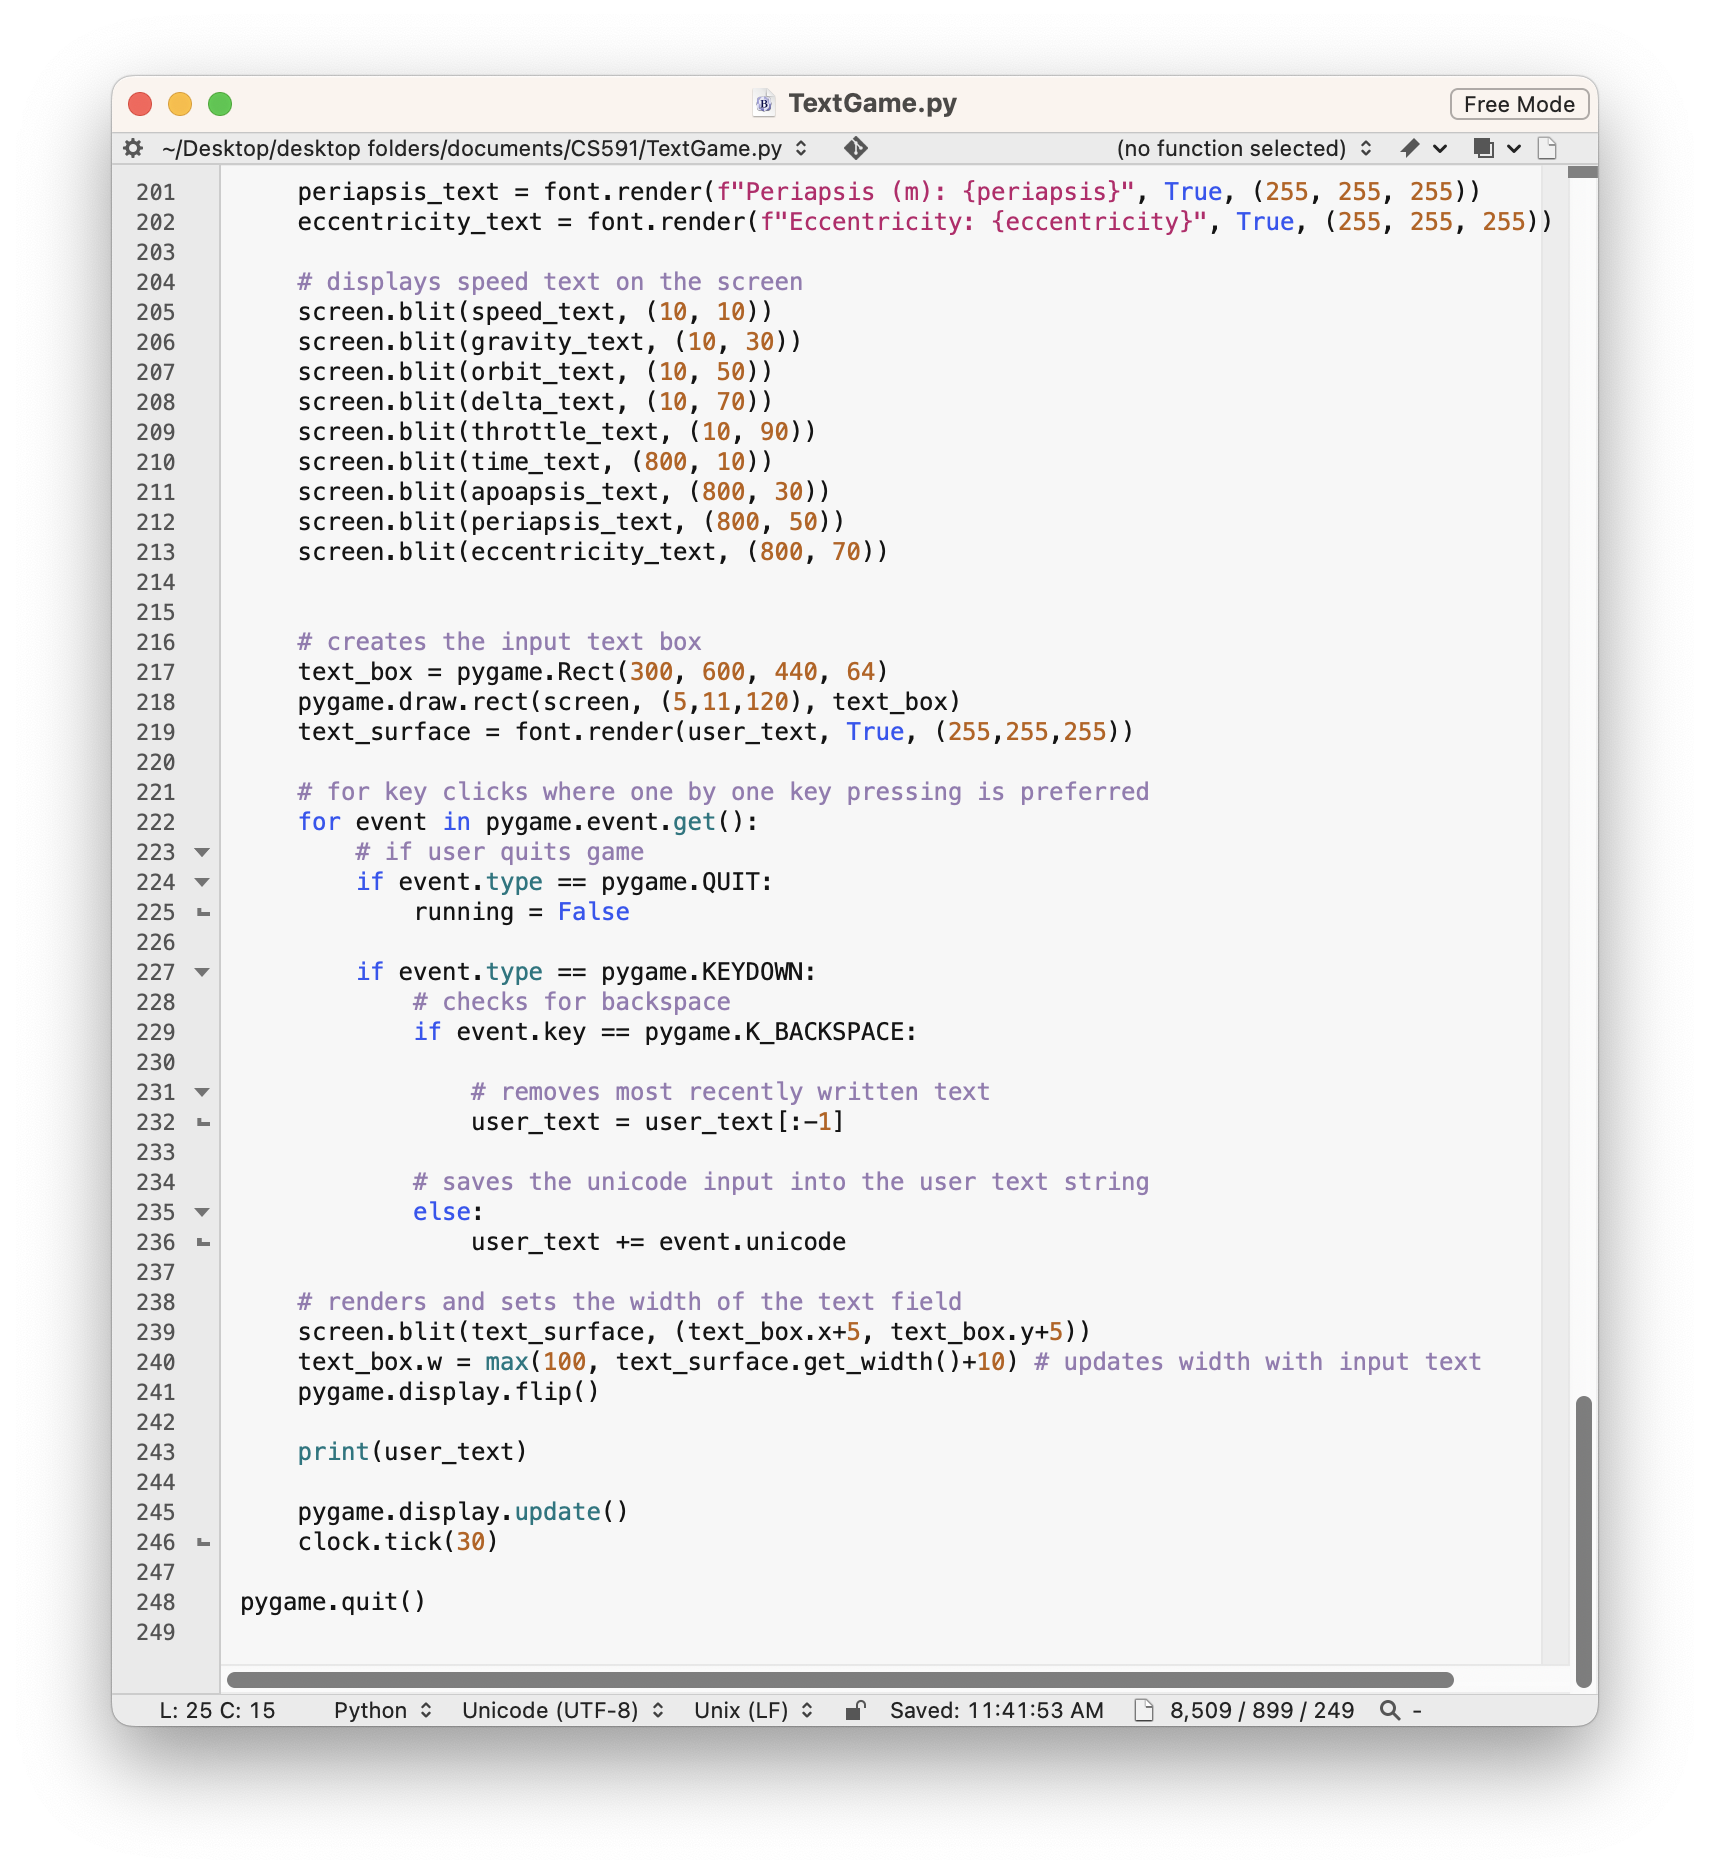 TextGame.py
Free Mode
~/Desktop/desktop folders/documents/CS591/TextGame.py
(no function selected)
201     periapsis_text = font.render(f"Periapsis (m): {periapsis}", True, (255, 255, 255))
202     eccentricity_text = font.render(f"Eccentricity: {eccentricity}", True, (255, 255, 255))
203
204     # displays speed text on the screen
205     screen.blit(speed_text, (10, 10))
206     screen.blit(gravity_text, (10, 30))
207     screen.blit(orbit_text, (10, 50))
208     screen.blit(delta_text, (10, 70))
209     screen.blit(throttle_text, (10, 90))
210     screen.blit(time_text, (800, 10))
211     screen.blit(apoapsis_text, (800, 30))
212     screen.blit(periapsis_text, (800, 50))
213     screen.blit(eccentricity_text, (800, 70))
214
215
216     # creates the input text box
217     text_box = pygame.Rect(300, 600, 440, 64)
218     pygame.draw.rect(screen, (5,11,120), text_box)
219     text_surface = font.render(user_text, True, (255,255,255))
220
221     # for key clicks where one by one key pressing is preferred
222     for event in pygame.event.get():
223         # if user quits game
224         if event.type == pygame.QUIT:
225             running = False
226
227         if event.type == pygame.KEYDOWN:
228             # checks for backspace
229             if event.key == pygame.K_BACKSPACE:
230
231                 # removes most recently written text
232                 user_text = user_text[:-1]
233
234             # saves the unicode input into the user text string
235             else:
236                 user_text += event.unicode
237
238     # renders and sets the width of the text field
239     screen.blit(text_surface, (text_box.x+5, text_box.y+5))
240     text_box.w = max(100, text_surface.get_width()+10) # updates width with input text
241     pygame.display.flip()
242
243     print(user_text)
244
245     pygame.display.update()
246     clock.tick(30)
247
248 pygame.quit()
249
L: 25 C: 15 Python Unicode (UTF-8) Unix (LF) Saved: 11:41:53 AM 8,509 / 899 / 249 -